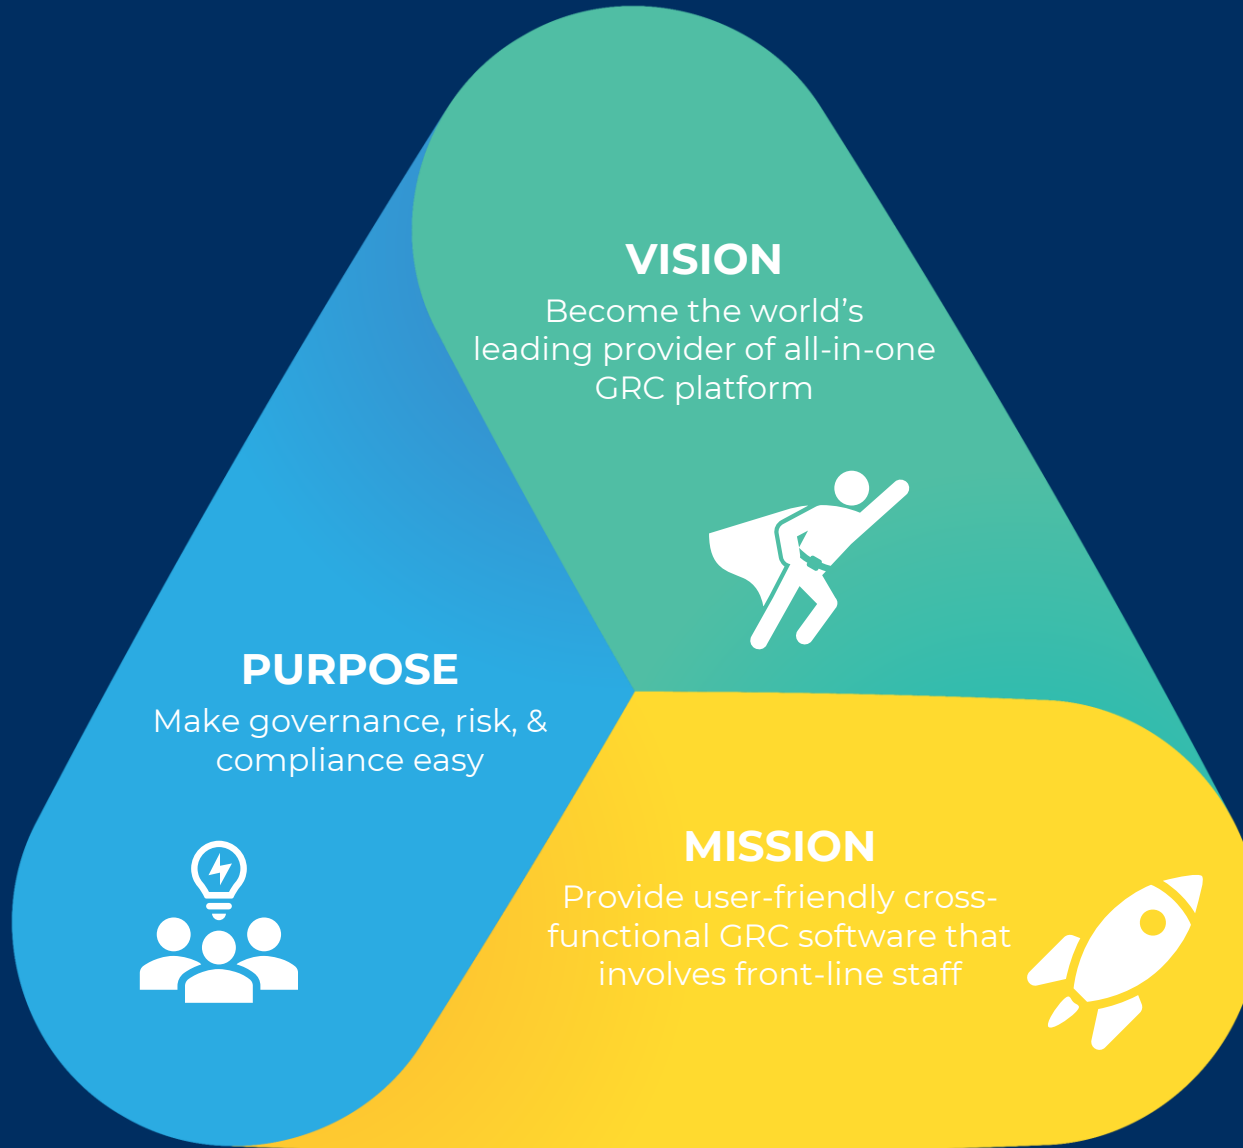 VISION
Become the world’s
leading provider of all-in-one
GRC platform
PURPOSE
Make governance, risk, &
compliance easy
MISSION
Provide user-friendly cross-
functional GRC software that
involves front-line staff